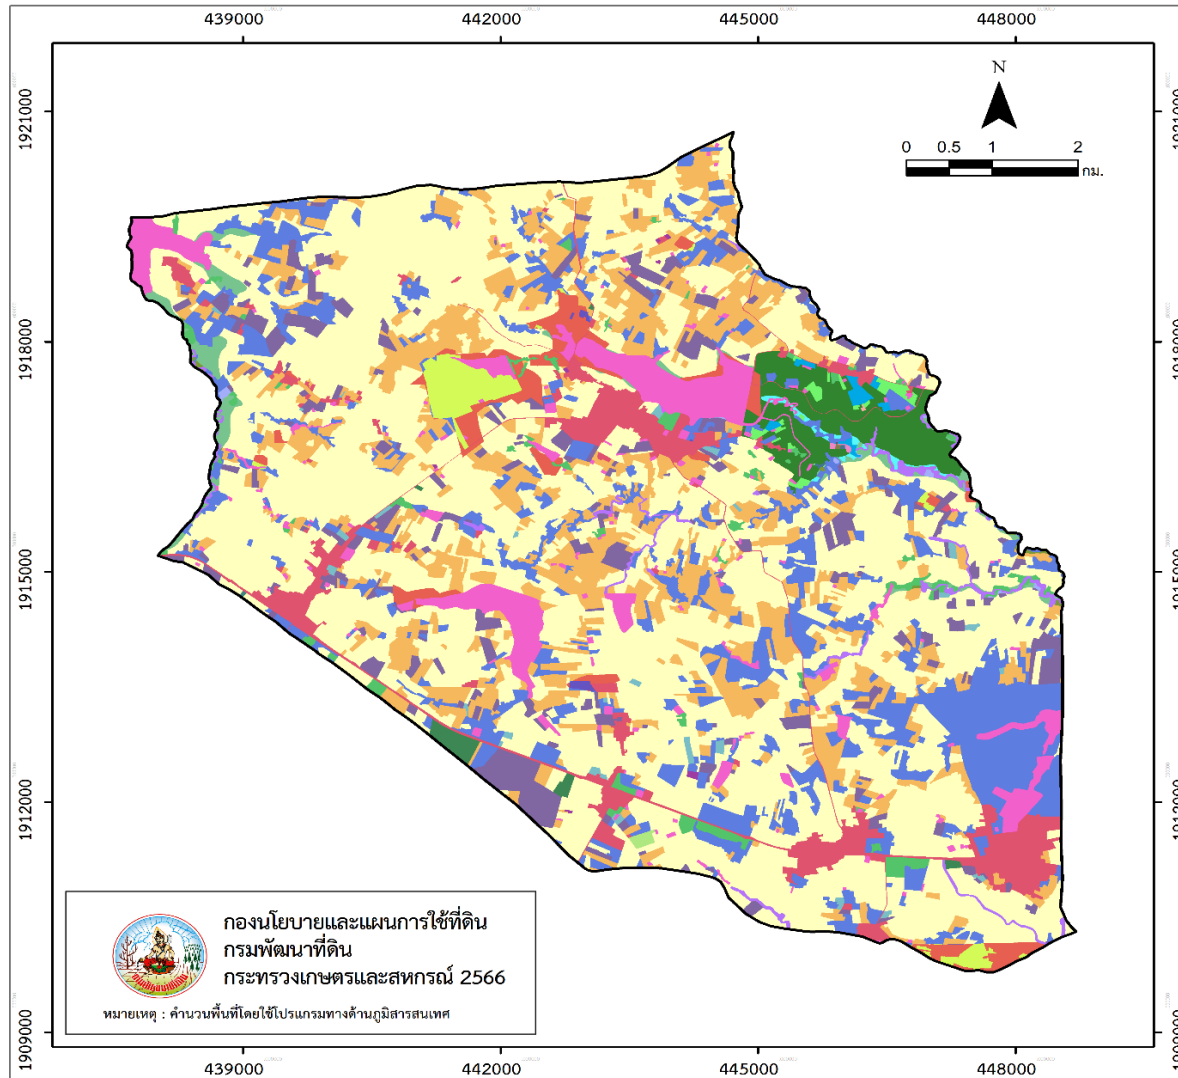 439000 442000 445000 448000
1921000 1921000
N
0 0.5 1 2
กม.
1918000 1918000
1915000 1915000
1912000 1912000
กองนโยบายและแผนการใช้ที่ดิน
กรมพัฒนาที่ดิน
กระทรวงเกษตรและสหกรณ์ 2566
หมายเหตุ : คำนวนพื้นที่โดยใช้โปรแกรมทางด้านภูมิสารสนเทศ
1909000 1909000
439000 442000 445000 448000